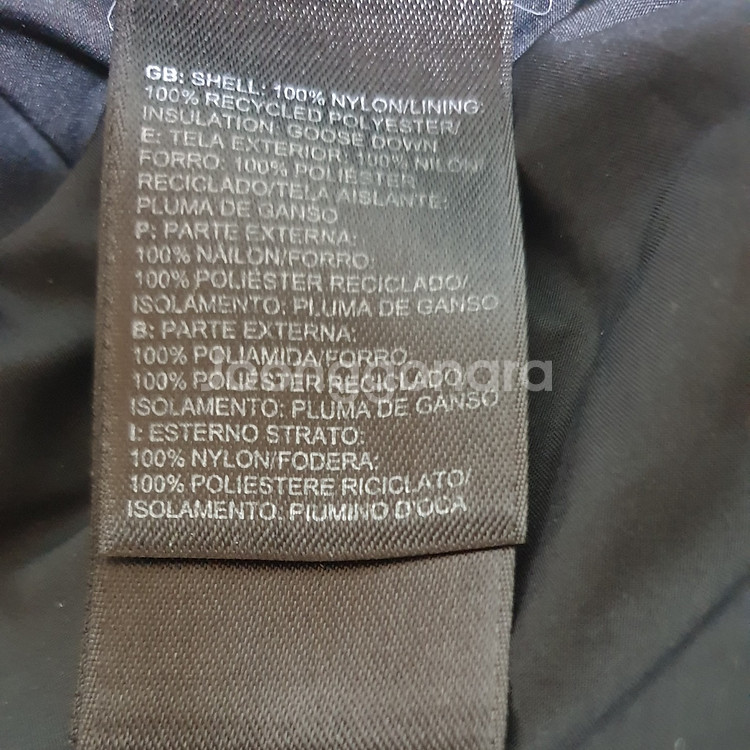 GB: SHELL: 100% NYLON/LINING:
100% RECYCLED POLYESTER/
INSULATION: GOOSE DOWN
E: TELA EXTERIOR: 100% NILON/
FORRO: 100% POLIÉSTER
RECICLADO/TELA AISLANTE:
PLUMA DE GANSO
P: PARTE EXTERNA:
100% NÁILON/FORRO:
100% POLIÉSTER RECICLADO/
ISOLAMENTO: PLUMA DE GANSO
B: PARTE EXTERNA:
100% POLIAMIDA/FORRO:
100% POLIÉSTER RECICLADO/
Joonggonara
ISOLAMENTO: PLUMA DE GANSO
I: ESTERNO STRATO:
100% NYLON/FODERA:
100% POLIESTERE RICICLATO/
ISOLAMENTO: PIUMINO D'OCA